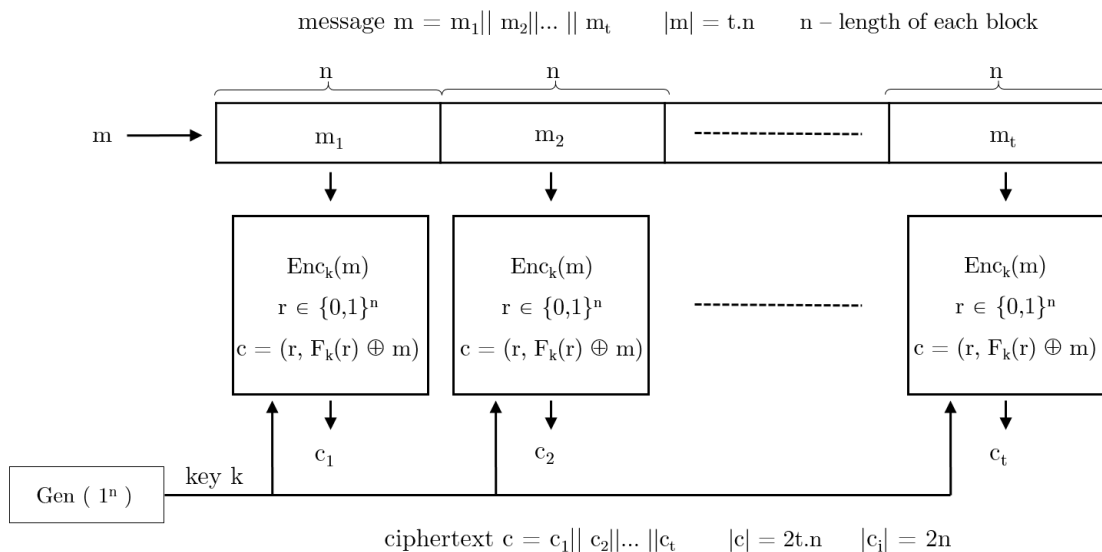 message m = m₁|| m₂||... || mₜ |m| = t.n n – length of each block
n n n
m m₁ m₂ mₜ
Encₖ(m) Encₖ(m) Encₖ(m)
r ∈ {0,1}ⁿ r ∈ {0,1}ⁿ r ∈ {0,1}ⁿ
c = (r, Fₖ(r) ⊕ m) c = (r, Fₖ(r) ⊕ m) c = (r, Fₖ(r) ⊕ m)
c₁ c₂ cₜ
key k
Gen ( 1ⁿ )
ciphertext c = c₁|| c₂||... ||cₜ |c| = 2t.n |cᵢ| = 2n